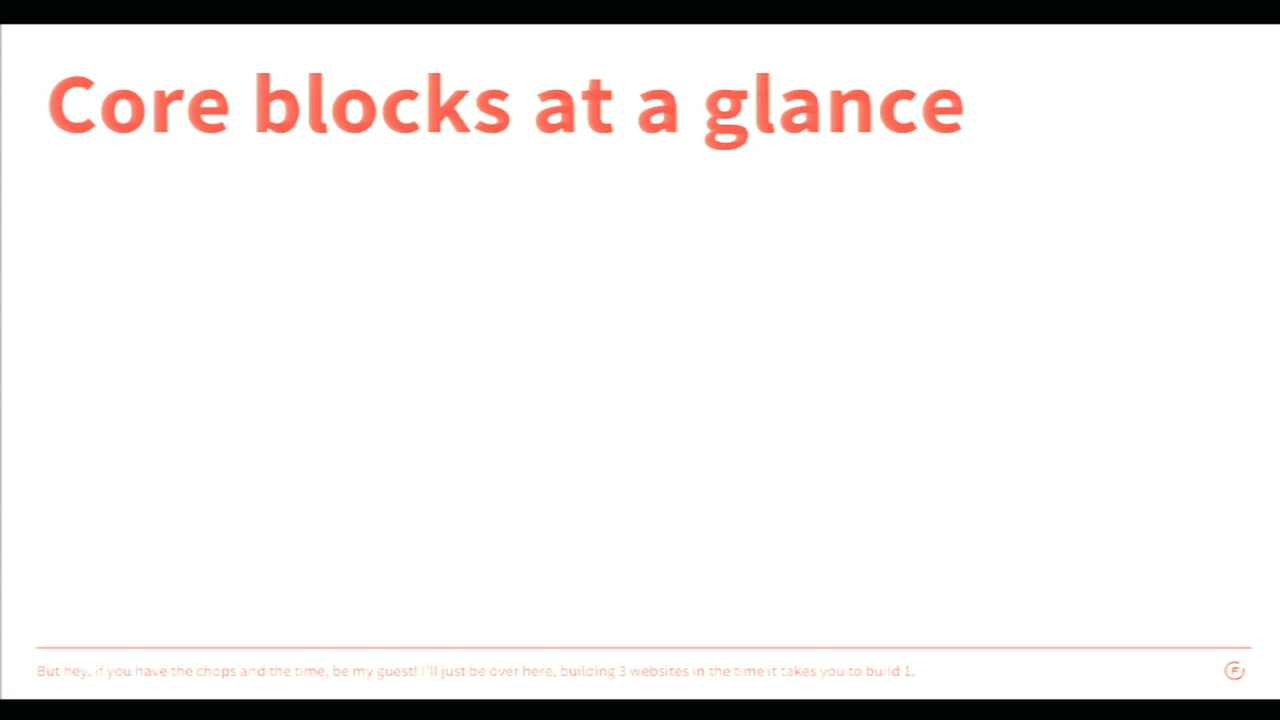 Core blocks at a glance
But hey, if you have the chops and the time, be my guest! I'll just be over here, building 3 websites in the time it takes you to build 1.
F